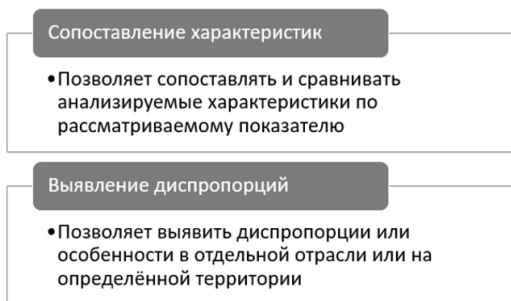 Сопоставление характеристик
•Позволяет сопоставлять и сравнивать
анализируемые характеристики по
рассматриваемому показателю
Выявление диспропорций
•Позволяет выявить диспропорции или
особенности в отдельной отрасли или на
определённой территории